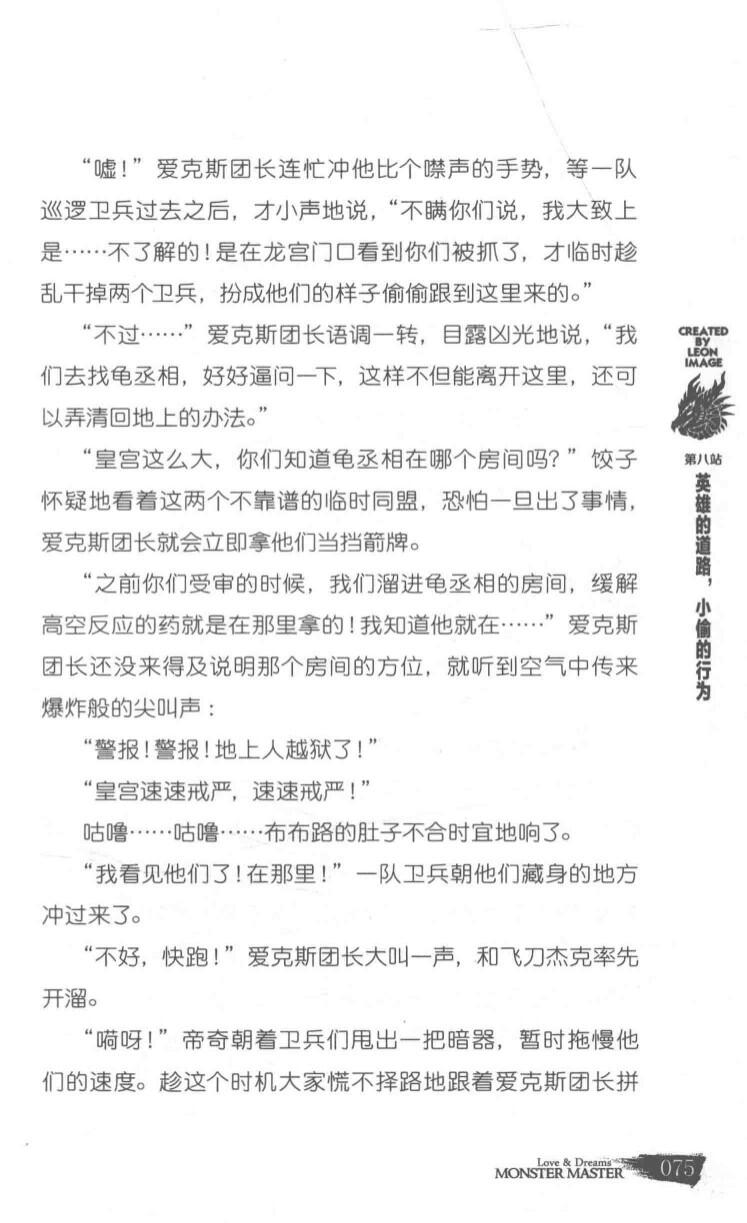 “嘘！”爱克斯团长连忙冲他比个噤声的手势，等一队
巡逻卫兵过去之后，才小声地说，“不瞒你们说，我大致上
是……不了解的！是在龙宫门口看到你们被抓了，才临时趁
乱干掉两个卫兵，扮成他们的样子偷偷跟到这里来的。”
“不过……”爱克斯团长语调一转，目露凶光地说，“我
们去找龟丞相，好好逼问一下，这样不但能离开这里，还可
以弄清回地上的办法。”
“皇宫这么大，你们知道龟丞相在哪个房间吗？”饺子
怀疑地看着这两个不靠谱的临时同盟，恐怕一旦出了事情，
爱克斯团长就会立即拿他们当挡箭牌。
“之前你们受审的时候，我们溜进龟丞相的房间，缓解
高空反应的药就是在那里拿的！我知道他就在……”爱克斯
团长还没来得及说明那个房间的方位，就听到空气中传来
爆炸般的尖叫声：
“警报！警报！地上人越狱了！”
“皇宫速速戒严，速速戒严！”
咕噜……咕噜……布布路的肚子不合时宜地响了。
“我看见他们了！在那里！”一队卫兵朝他们藏身的地方
冲过来了。
“不好，快跑！”爱克斯团长大叫一声，和飞刀杰克率先
开溜。
“嗬呀！”帝奇朝着卫兵们甩出一把暗器，暂时拖慢他
们的速度。趁这个时机大家慌不择路地跟着爱克斯团长拼
CREATED
BY
LEON
IMAGE
第八站
英雄的道路，小偷的行为
Love & Dreams
MONSTER MASTER
075